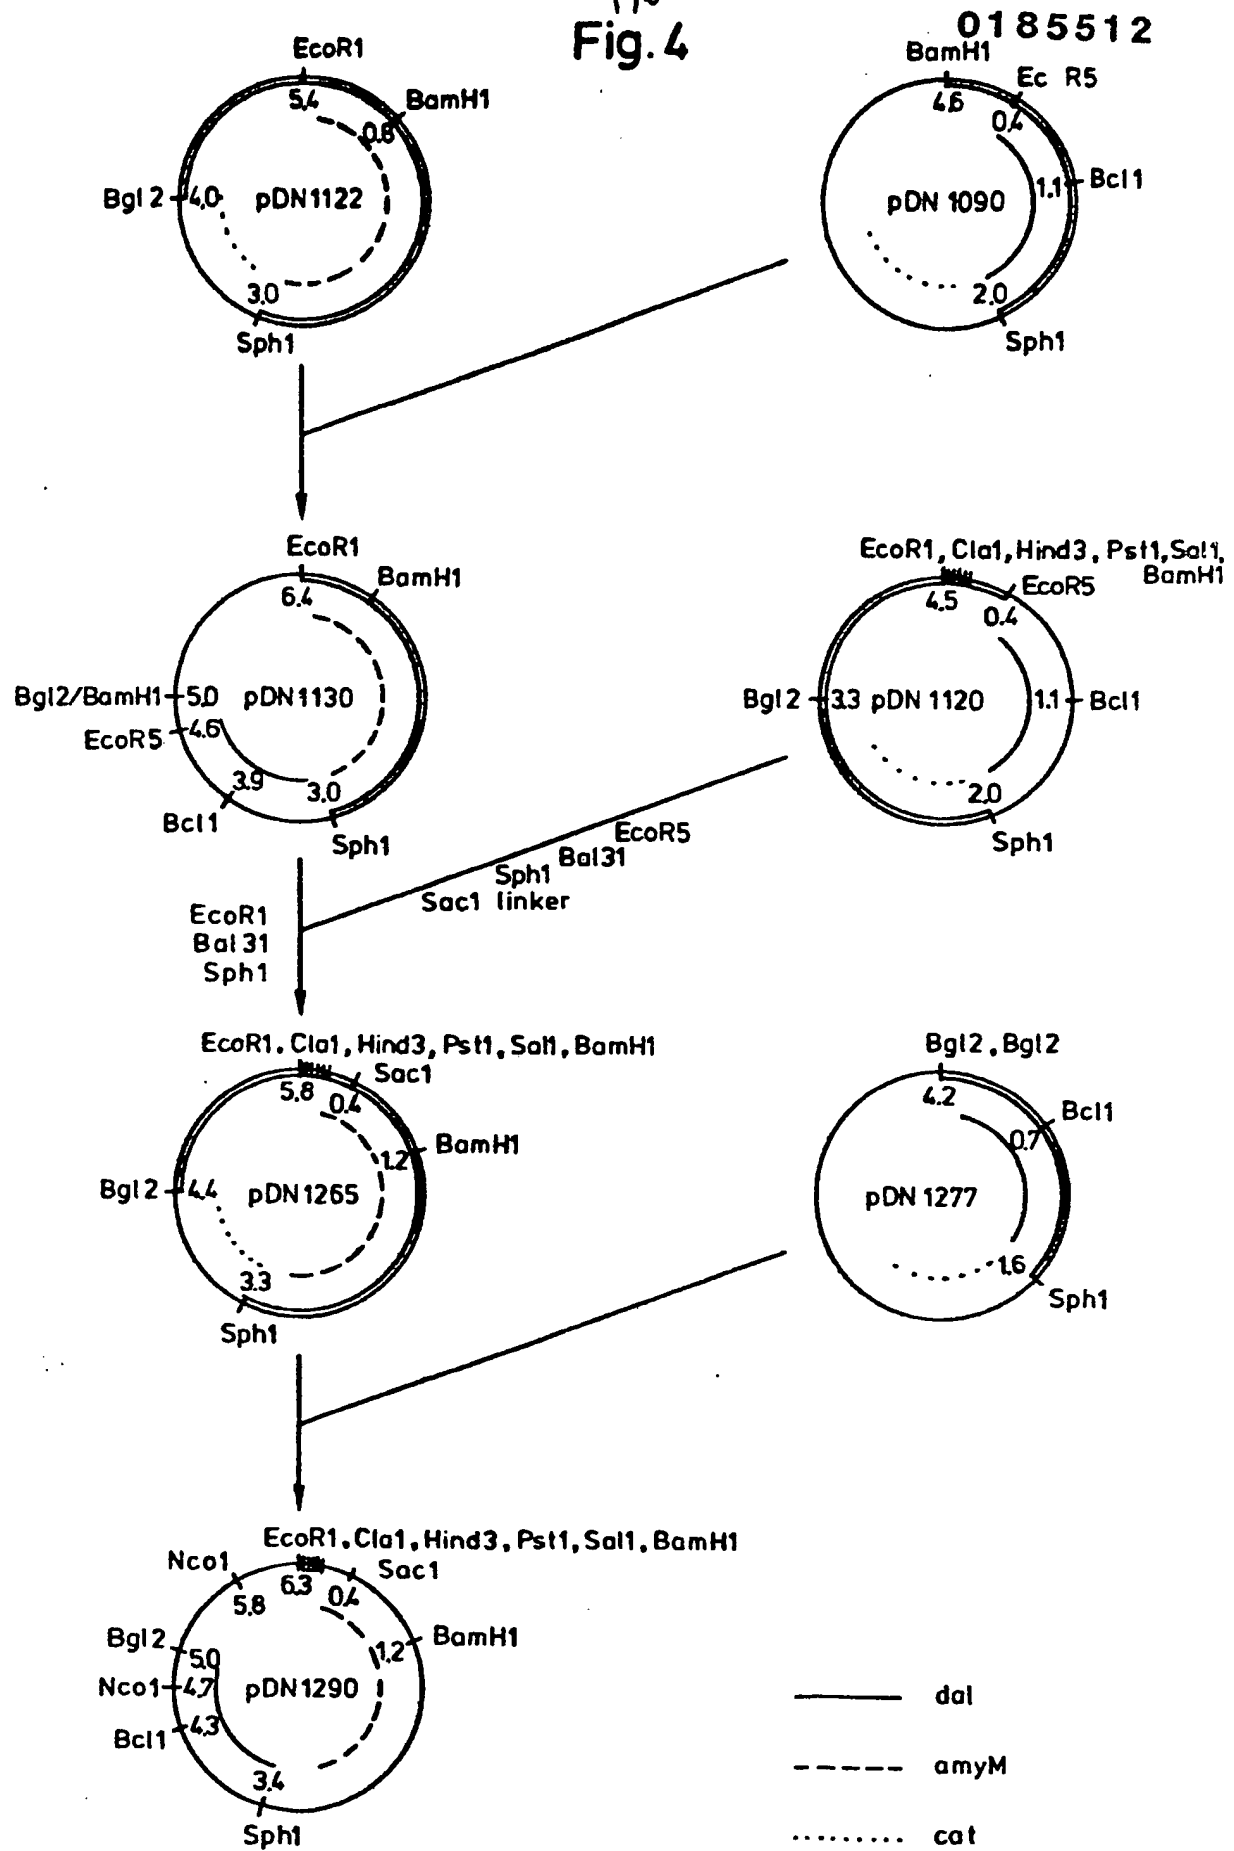 Fig. 4
0185512
EcoR1
5,4
BamH1
0.8
Bgl 2
4,0
pDN1122
3.0
Sph1
BamH1
4,6
Ec R5
0,4
Bcl1
1.1
pDN 1090
2.0
Sph1
EcoR1
6.4
BamH1
Bgl2/BamH1
5.0
pDN1130
EcoR5
4.6
3.9
Bcl1
3.0
Sph1
EcoR1, Cla1, Hind3, Pst1, Sal1,
BamH1
4.5
EcoR5
0.4
Bgl2
3.3
pDN 1120
1.1
Bcl1
2.0
Sph1
EcoR5
Bal31
Sph1
Sac1 linker
EcoR1
Bal31
Sph1
EcoR1. Cla1, Hind3, Pst1, Sal1, BamH1
5.8
Sac1
0.4
BamH1
1.2
Bgl2
4.4
pDN1265
3.3
Sph1
Bgl2, Bgl2
4.2
Bcl1
0.7
pDN 1277
1.6
Sph1
EcoR1. Cla1, Hind3, Pst1, Sal1. BamH1
Nco1
6.3
Sac1
0.4
5.8
Bgl2
5.0
BamH1
1.2
Nco1
4.7
pDN1290
Bcl1
4.3
3.4
Sph1
dal
amyM
cat